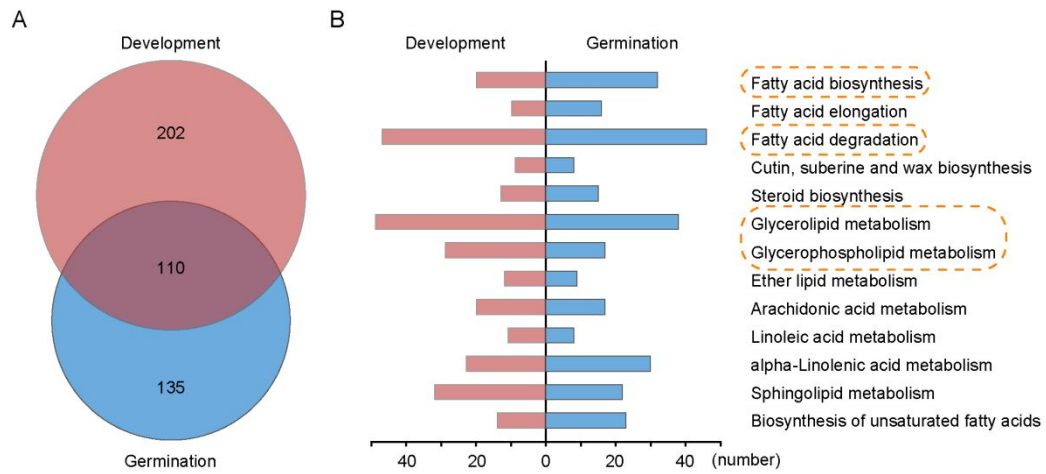 A
Development
202
110
135
Germination
B
Development Germination
Fatty acid biosynthesis
Fatty acid elongation
Fatty acid degradation
Cutin, suberine and wax biosynthesis
Steroid biosynthesis
Glycerolipid metabolism
Glycerophospholipid metabolism
Ether lipid metabolism
Arachidonic acid metabolism
Linoleic acid metabolism
alpha-Linolenic acid metabolism
Sphingolipid metabolism
Biosynthesis of unsaturated fatty acids
40 20 0 20 40 (number)